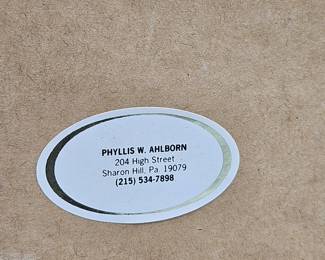 PHYLLIS W. AHLBORN
204 High Street
Sharon Hill, Pa. 19079
(215) 534-7898